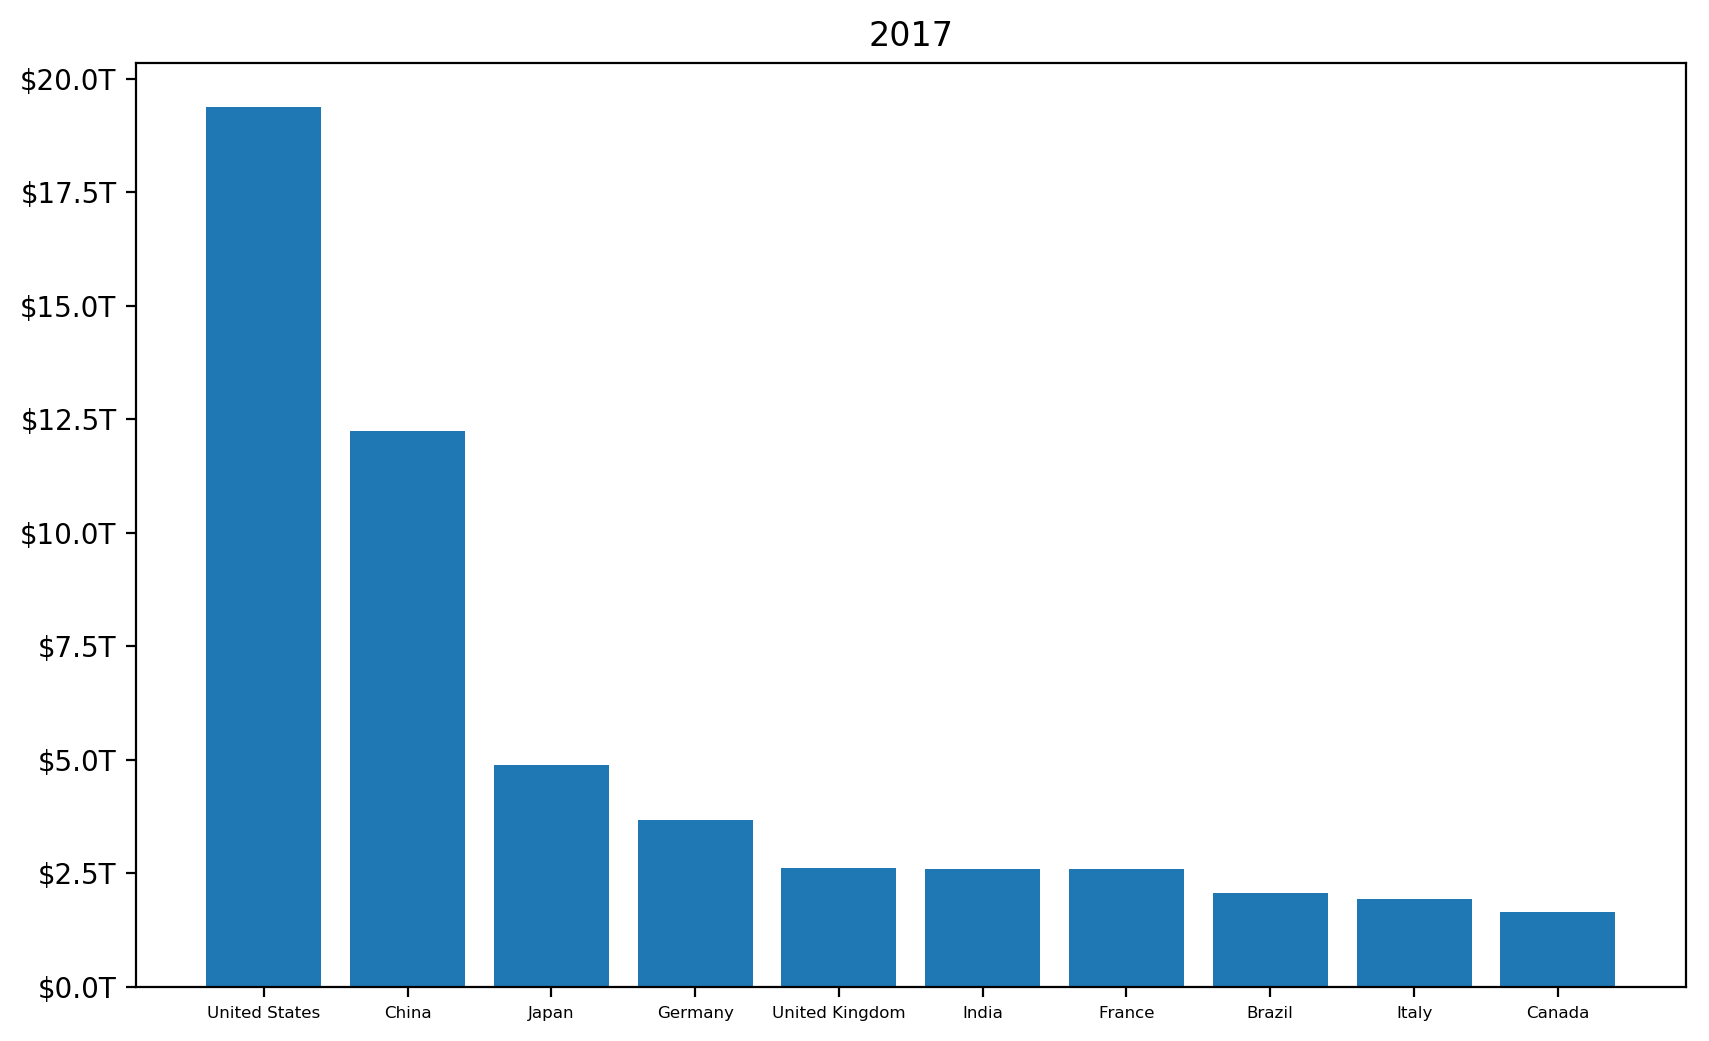 2017
$20.0T
$17.5T
$15.0T
$12.5T
$10.0T
$7.5T
$5.0T
$2.5T
$0.0T
United States China Japan Germany United Kingdom India France Brazil Italy Canada